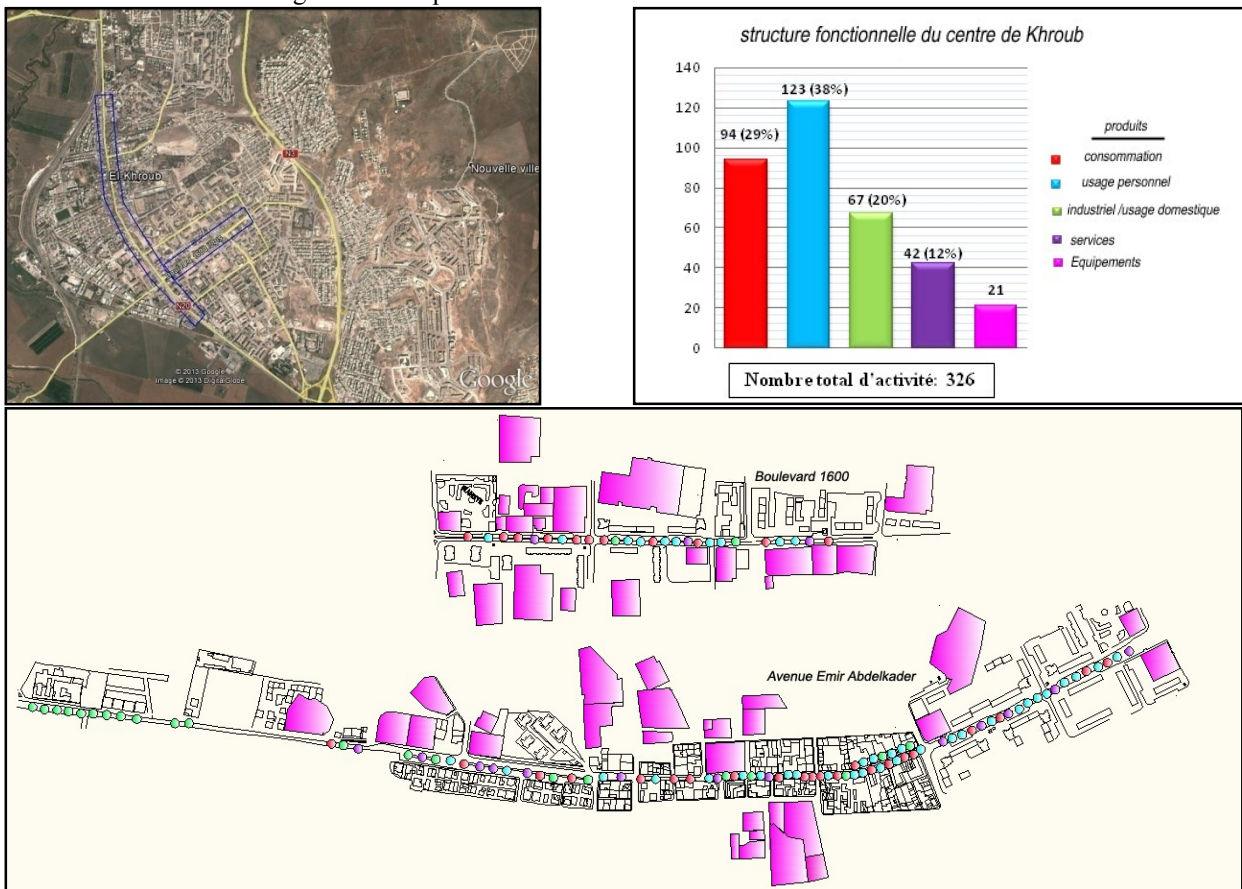 El Khroub
N3
Nouvelle ville
N20
© 2013 Google
Image © 2013 Digital Globe
Google
structure fonctionnelle du centre de Khroub
140
120
100
80
60
40
20
0
94 (29%)
123 (38%)
67 (20%)
42 (12%)
21
produits
consommation
usage personnel
industriel /usage domestique
services
Equipements
Nombre total d'activité: 326
Boulevard 1600
Avenue Emir Abdelkader